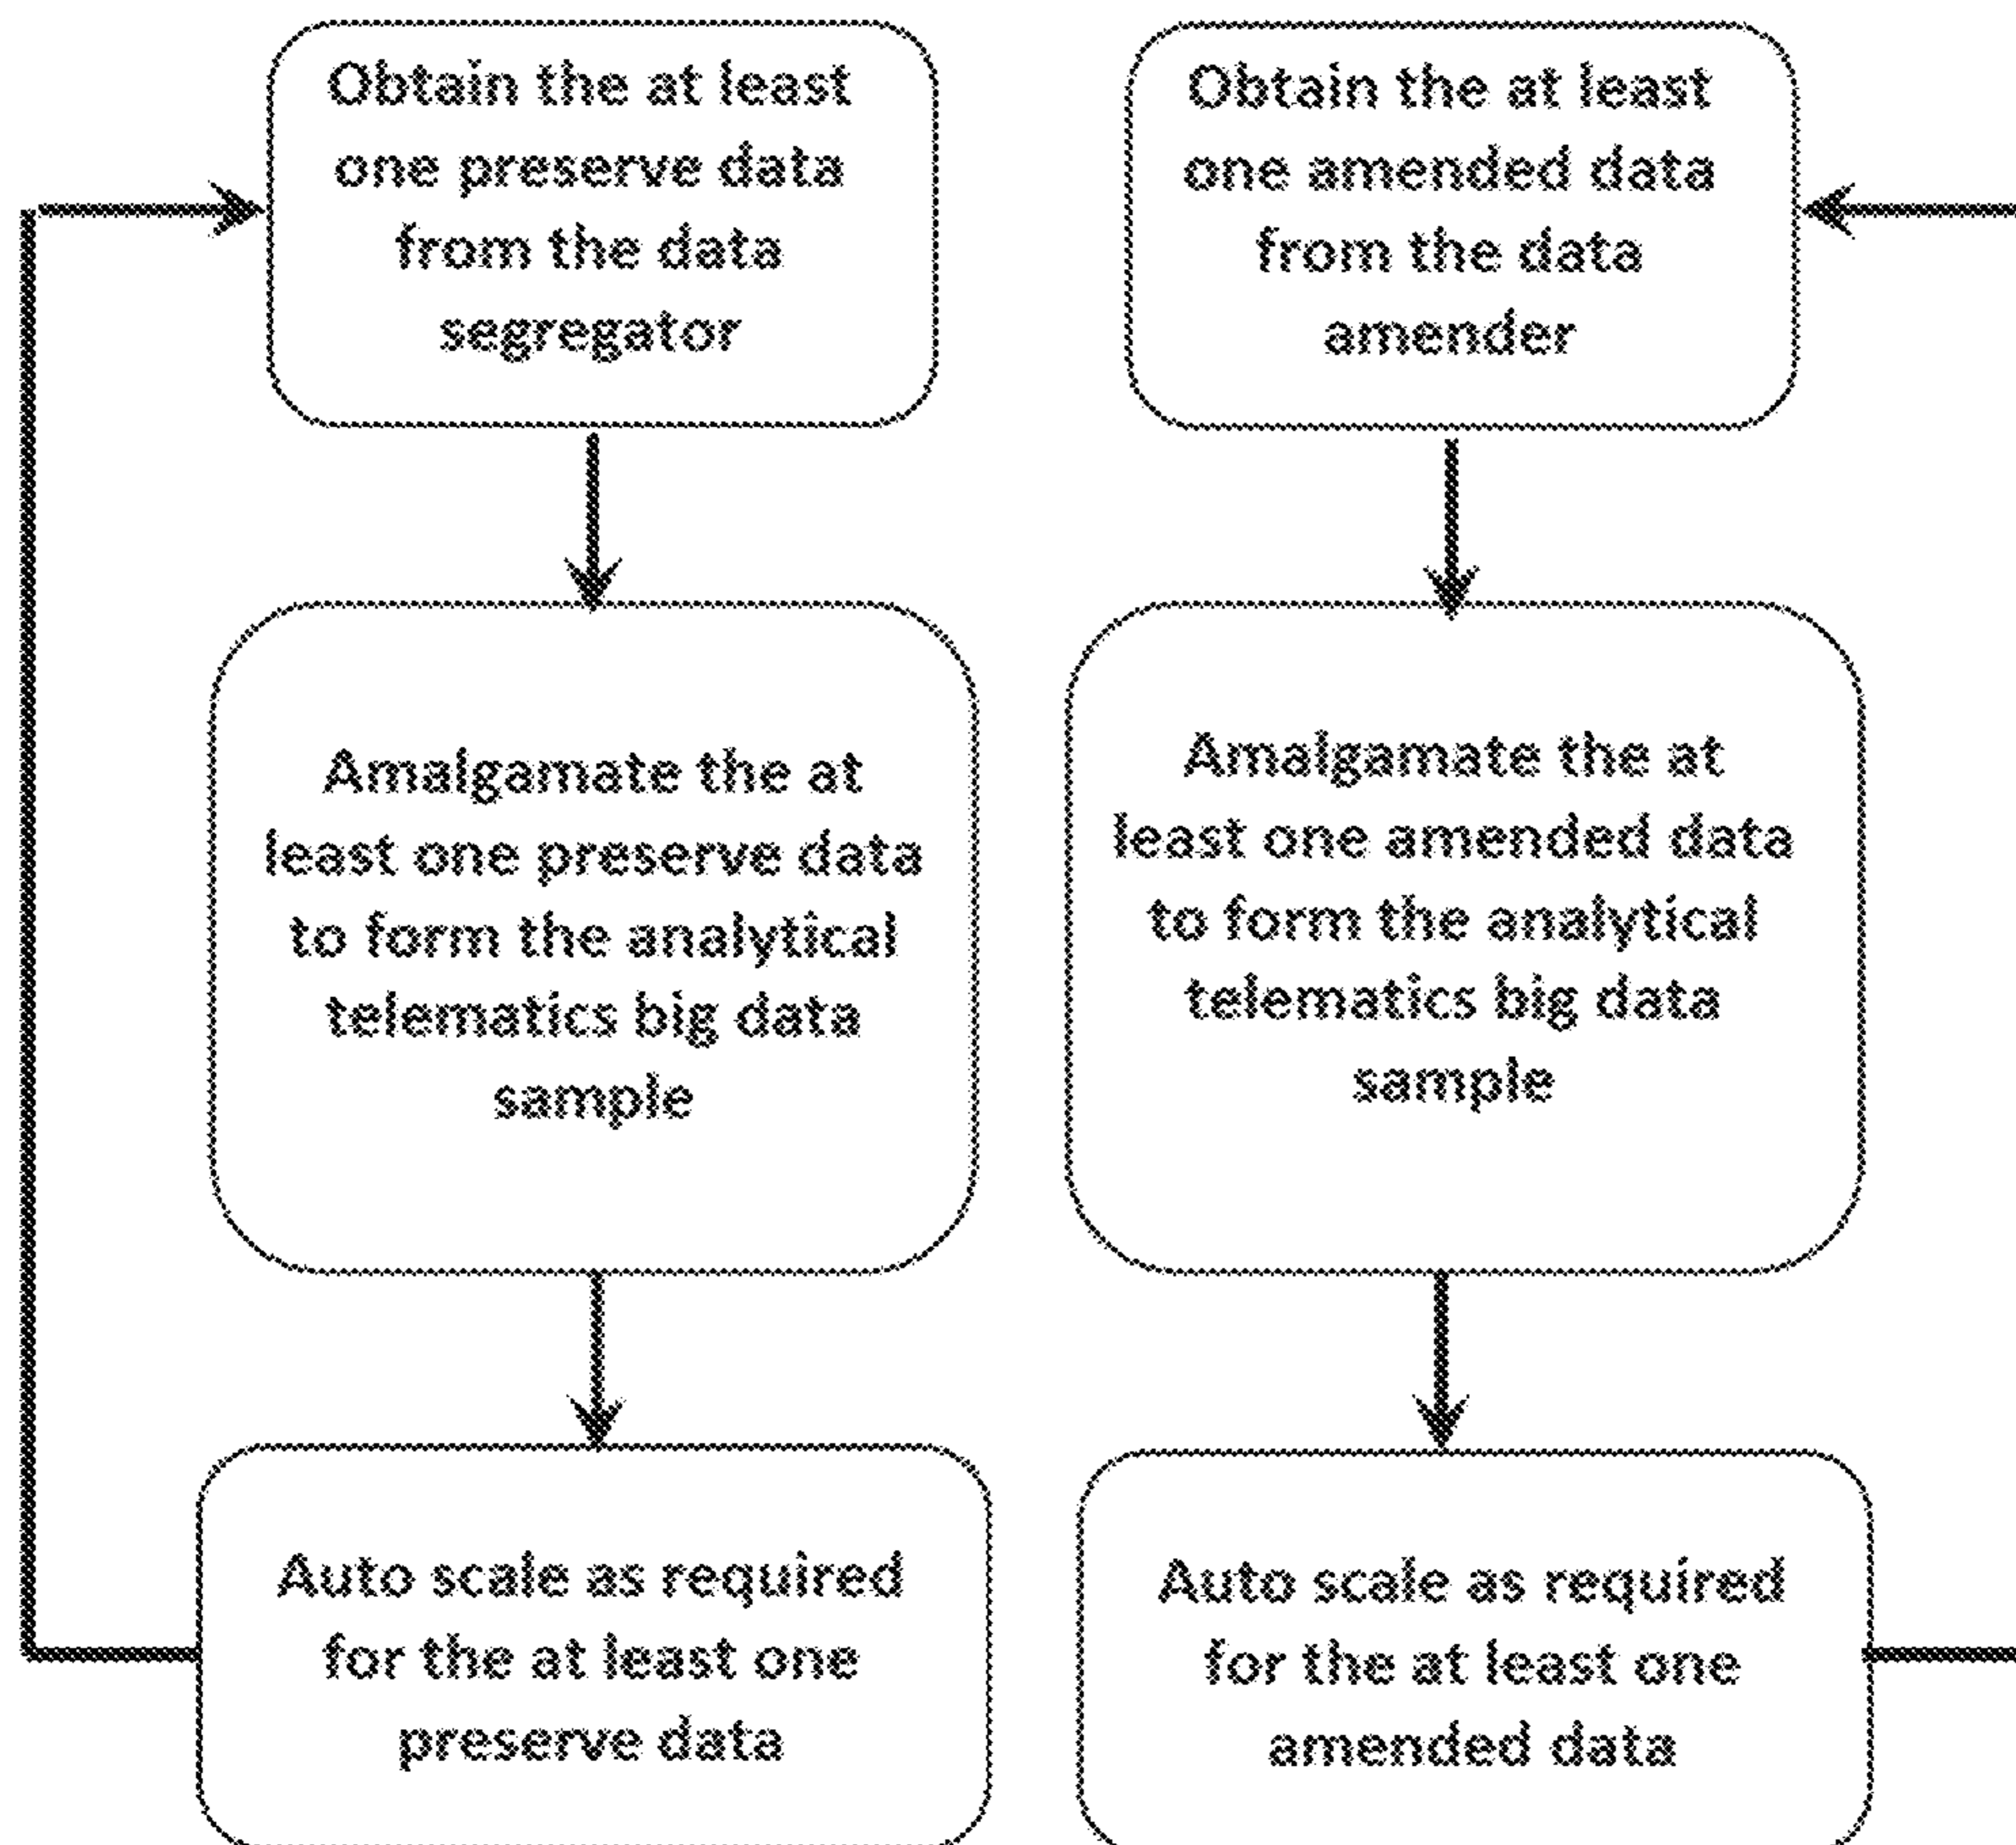 Obtain the at least
one preserve data
from the data
segregator
Amalgamate the at
least one preserve data
to form the analytical
telematics big data
sample
Auto scale as required
for the at least one
preserve data
Obtain the at least
one amended data
from the data
amender
Amalgamate the at
least one amended data
to form the analytical
telematics big data
sample
Auto scale as required
for the at least one
amended data